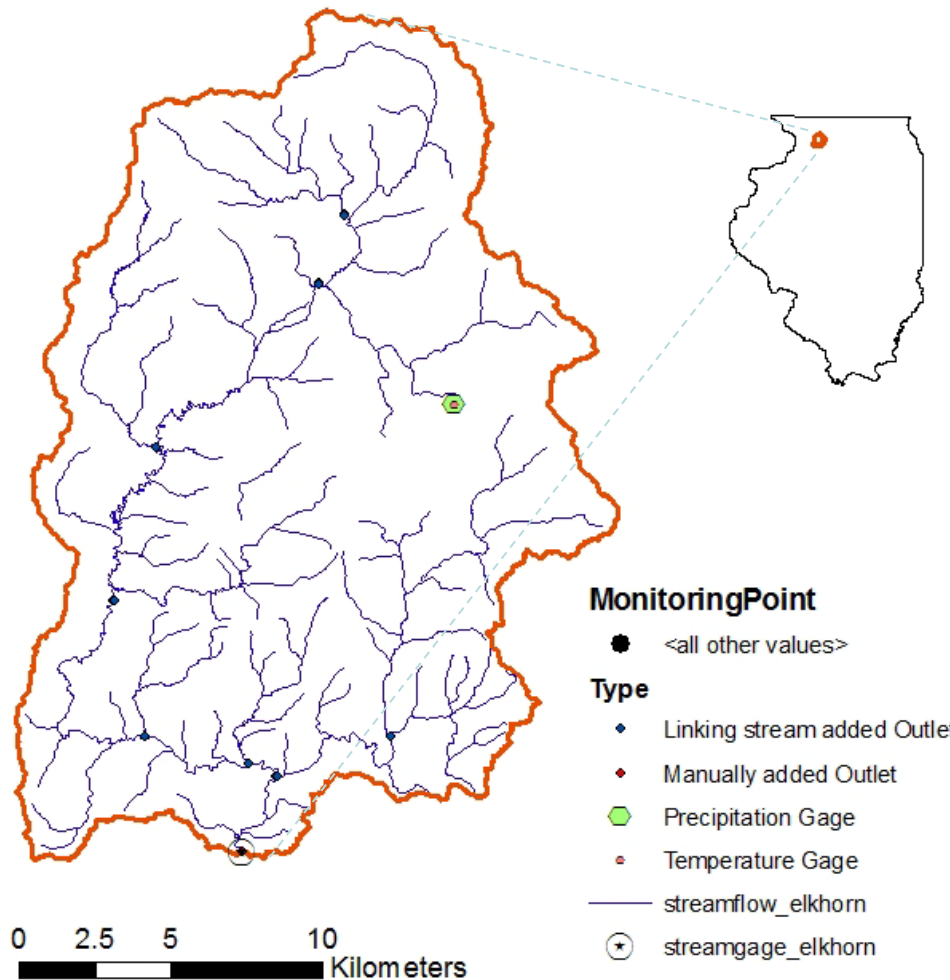 MonitoringPoint
<all other values>
Type
Linking stream added Outle
Manually added Outlet
Precipitation Gage
Temperature Gage
streamflow_elkhorn
streamgage_elkhorn
0 2.5 5 10
Kilometers